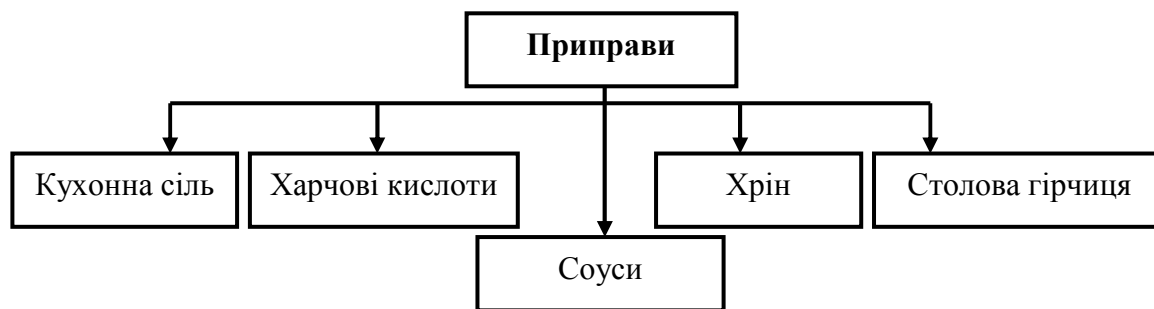 Приправи
Кухонна сіль
Харчові кислоти
Хрін
Столова гірчиця
Соуси